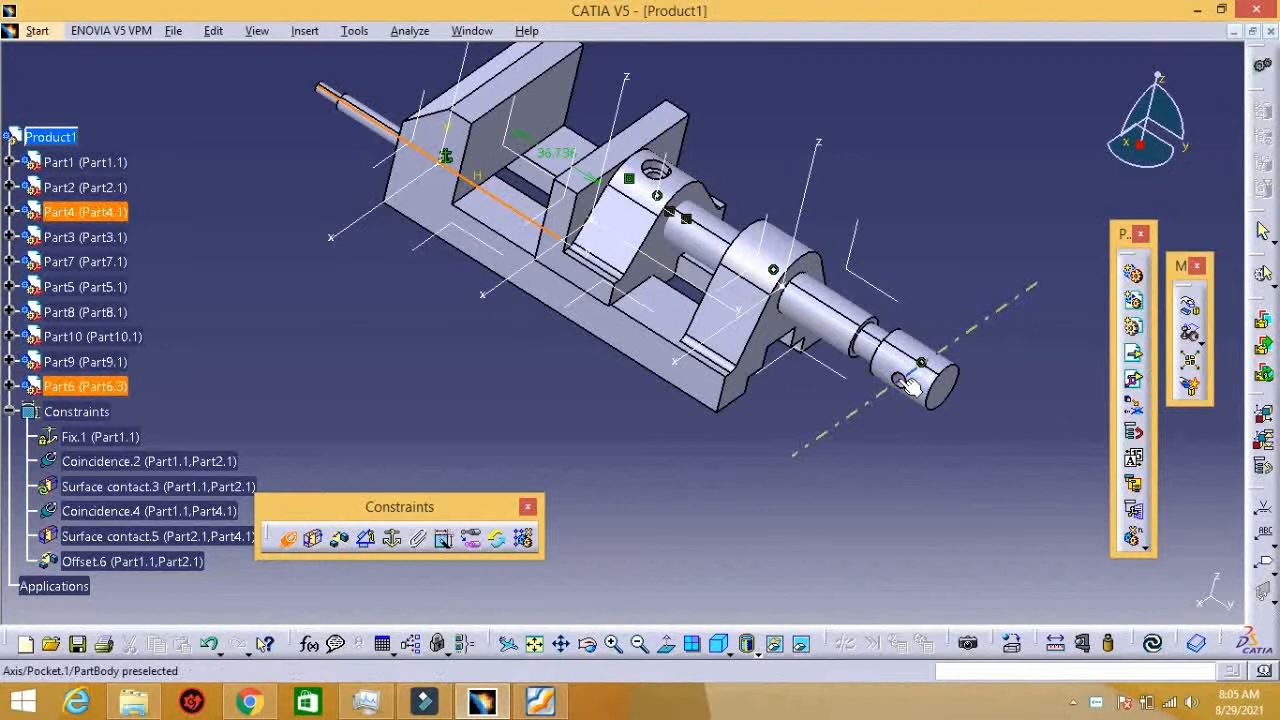 CATIA V5 - [Product1]
Start ENOVIA V5 VPM File Edit View Insert Tools Analyze Window Help
Product1
Part1 (Part1.1)
Part2 (Part2.1)
Part4 (Part4.1)
Part3 (Part3.1)
Part7 (Part7.1)
Part5 (Part5.1)
Part8 (Part8.1)
Part10 (Part10.1)
Part9 (Part9.1)
Part6 (Part6.3)
Constraints
Fix.1 (Part1.1)
Coincidence.2 (Part1.1,Part2.1)
Surface contact.3 (Part1.1,Part2.1)
Coincidence.4 (Part1.1,Part4.1)
Surface contact.5 (Part2.1,Part4.1)
Offset.6 (Part1.1,Part2.1)
Applications
36.736
z
z
H
x
x
x
y
z
x
y
P..
M
Constraints
z
x
y
ABC
f(x)
CATIA
Axis/Pocket.1/PartBody preselected
8:05 AM
8/29/2021